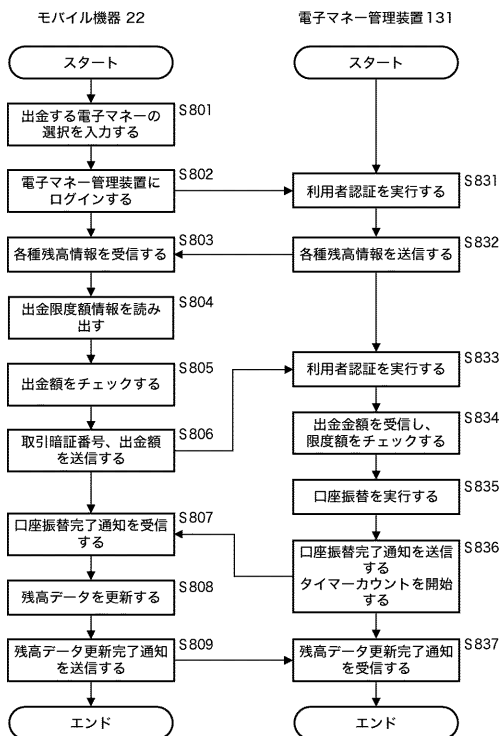 モバイル機器 22
スタート
S801
出金する電子マネーの
選択を入力する
S802
電子マネー管理装置に
ログインする
S803
各種残高情報を受信する
S804
出金限度額情報を読み
出す
S805
出金額をチェックする
S806
取引暗証番号、出金額
を送信する
S807
口座振替完了通知を受信
する
S808
残高データを更新する
S809
残高データ更新完了通知
を送信する
エンド
電子マネー管理装置131
スタート
S831
利用者認証を実行する
S832
各種残高情報を送信する
S833
利用者認証を実行する
S834
出金金額を受信し、
限度額をチェックする
S835
口座振替を実行する
S836
口座振替完了通知を送信
する
タイマーカウントを開始
する
S837
残高データ更新完了通知
を受信する
エンド